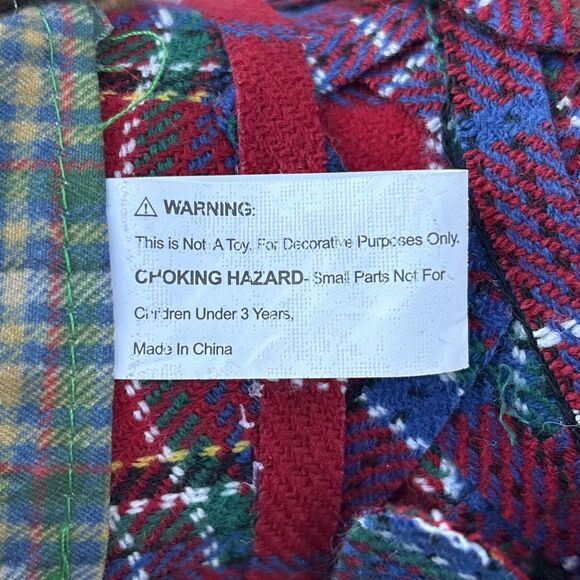 ⚠ WARNING:
This is Not A Toy. For Decorative Purposes Only.
CHOKING HAZARD- Small Parts Not For
Children Under 3 Years,
Made In China